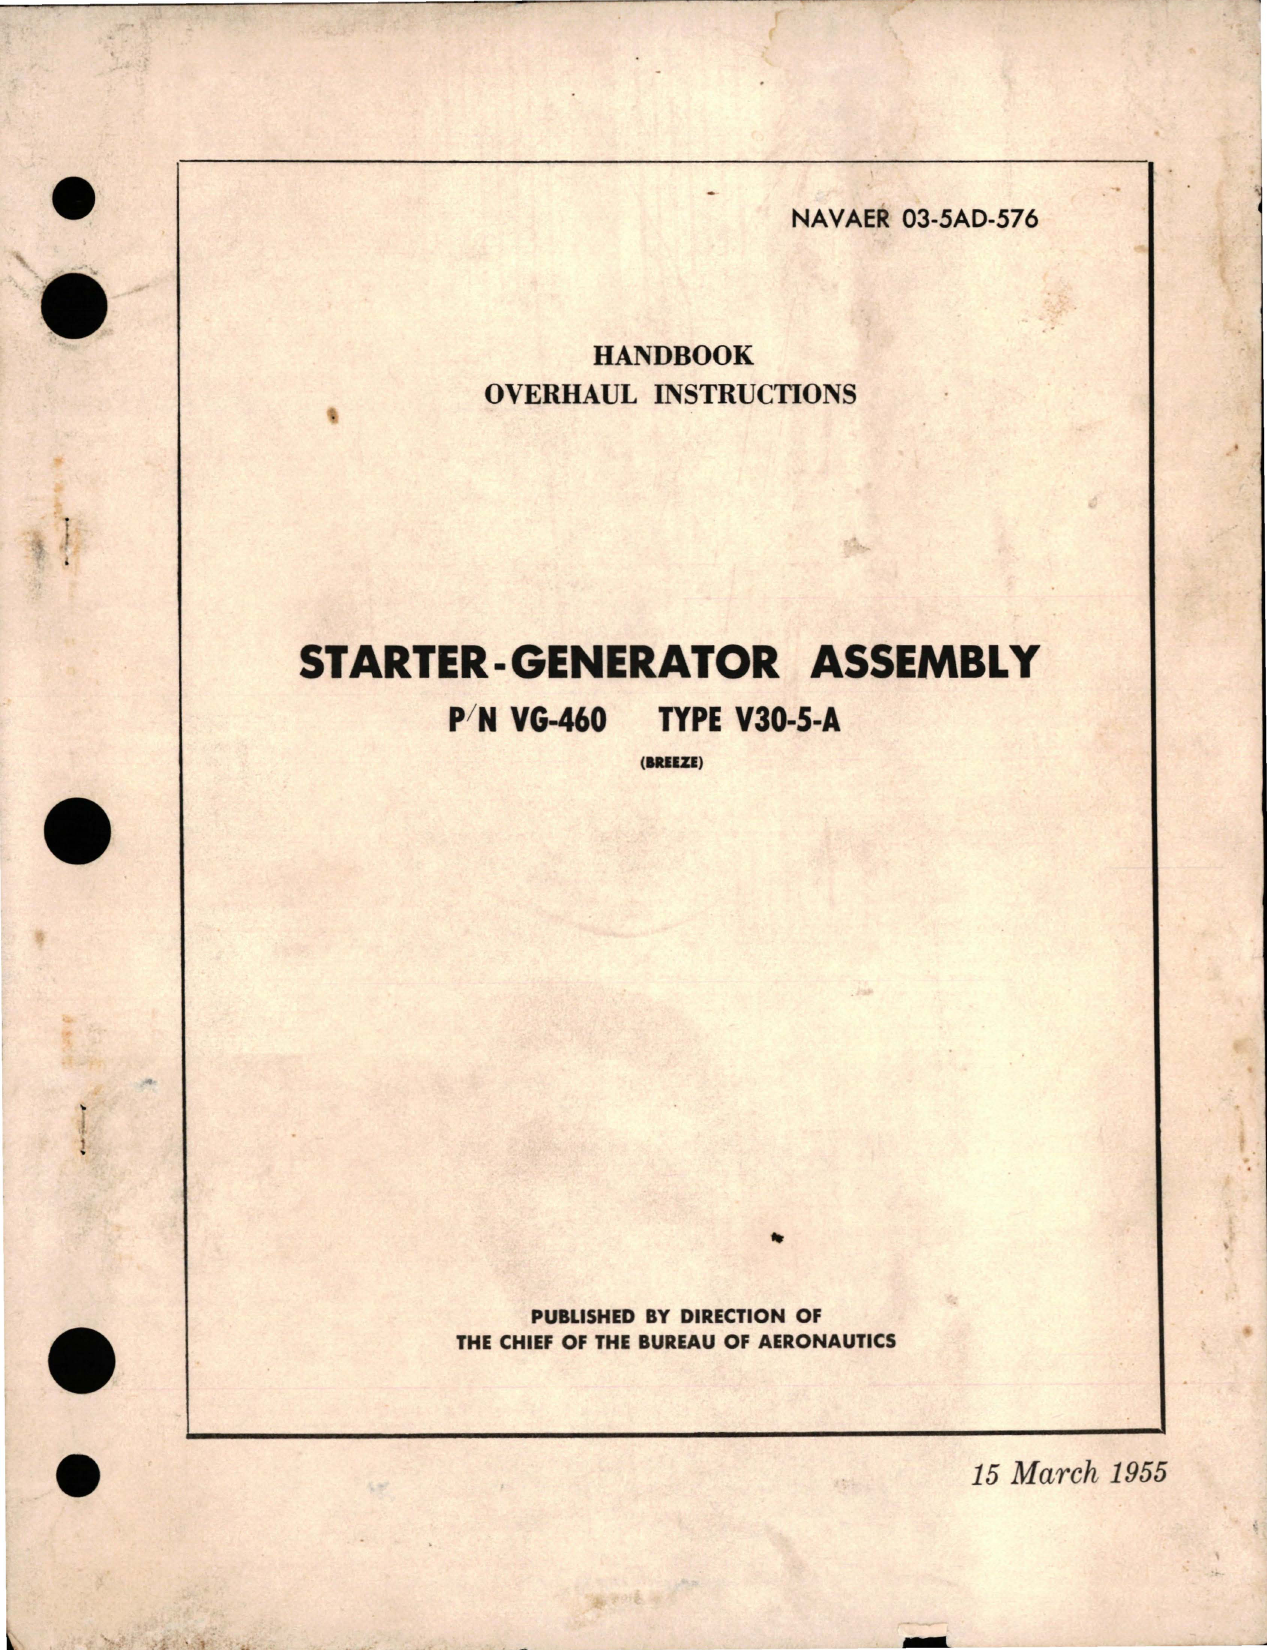 NAVAER 03-5AD-576
HANDBOOK
OVERHAUL INSTRUCTIONS
STARTER-GENERATOR ASSEMBLY
P/N VG-460 TYPE V30-5-A
(BREEZE)
PUBLISHED BY DIRECTION OF
THE CHIEF OF THE BUREAU OF AERONAUTICS
15 March 1955